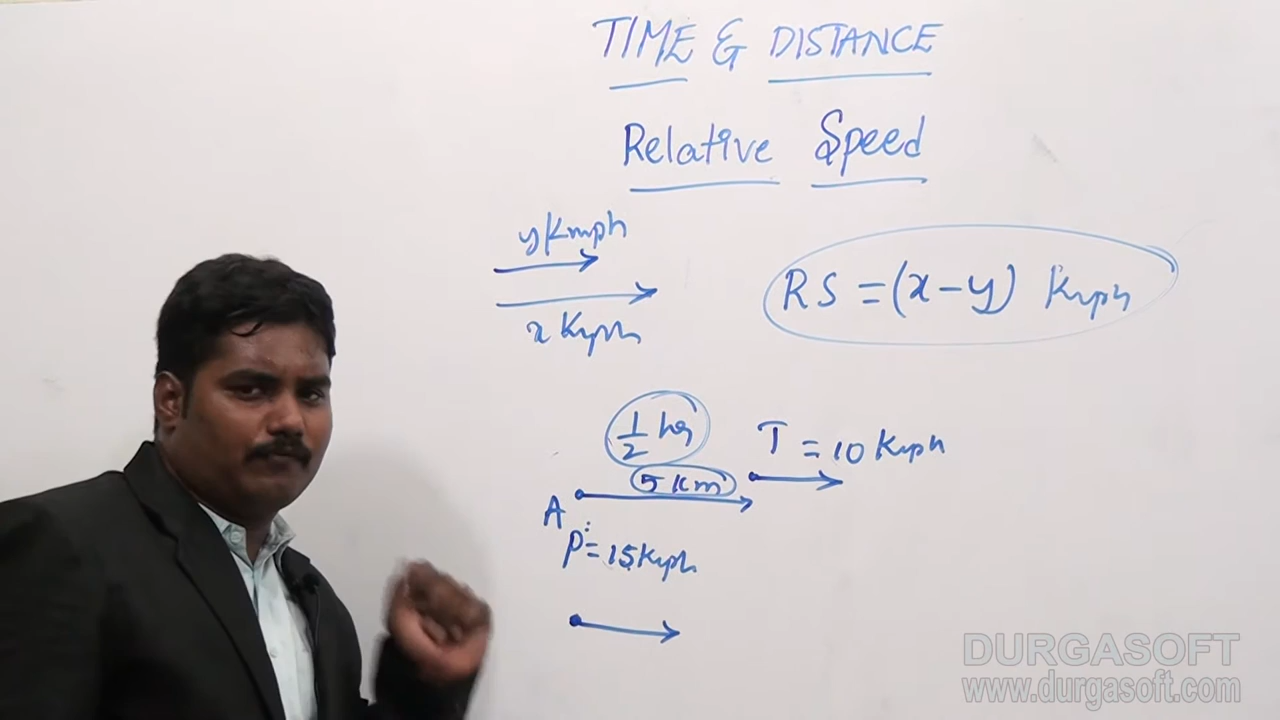 TIME & DISTANCE
Relative Speed
y Kmph
x Kmph
RS = (x-y) Kmph
1/2 hr
T = 10 Kmph
5 Km
A
P = 15 Kmph
DURGASOFT
www.durgasoft.com